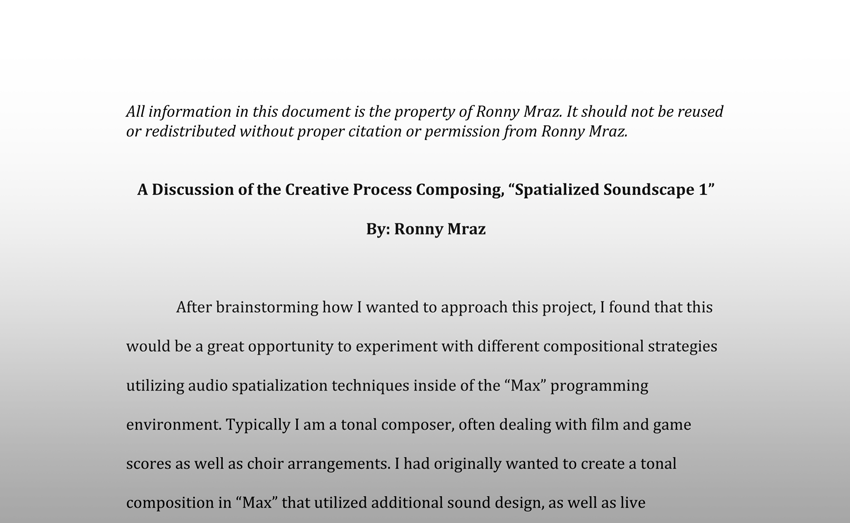 All information in this document is the property of Ronny Mraz. It should not be reused
or redistributed without proper citation or permission from Ronny Mraz.
A Discussion of the Creative Process Composing, “Spatialized Soundscape 1”
By: Ronny Mraz
After brainstorming how I wanted to approach this project, I found that this
would be a great opportunity to experiment with different compositional strategies
utilizing audio spatialization techniques inside of the “Max” programming
environment. Typically I am a tonal composer, often dealing with film and game
scores as well as choir arrangements. I had originally wanted to create a tonal
composition in “Max” that utilized additional sound design, as well as live